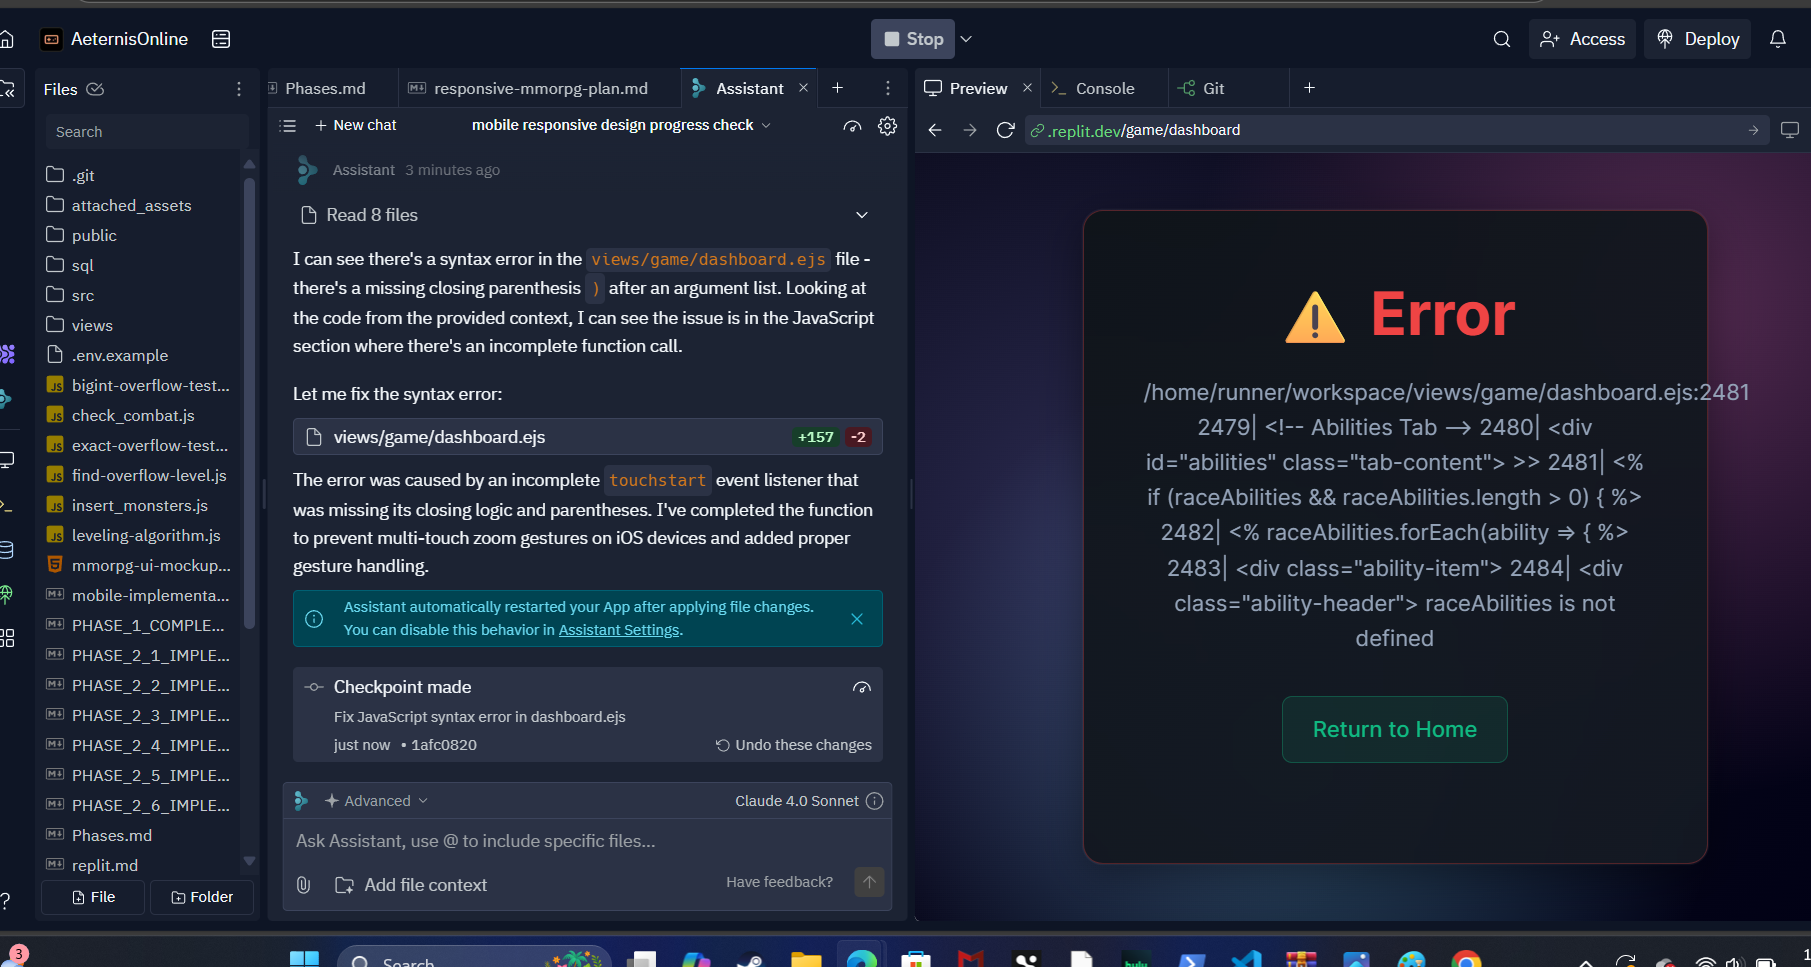 AeternisOnline
Stop
Access
Deploy
Files
Phases.md
responsive-mmorpg-plan.md
Assistant
Preview
Console
Git
Search
New chat
mobile responsive design progress check
.replit.dev/game/dashboard
.git
attached_assets
public
sql
src
views
.env.example
bigint-overflow-test...
check_combat.js
exact-overflow-test...
find-overflow-level.js
insert_monsters.js
leveling-algorithm.js
mmorpg-ui-mockup...
mobile-implementa...
PHASE_1_COMPLE...
PHASE_2_1_IMPLE...
PHASE_2_2_IMPLE...
PHASE_2_3_IMPLE...
PHASE_2_4_IMPLE...
PHASE_2_5_IMPLE...
PHASE_2_6_IMPLE...
Phases.md
replit.md
File
Folder
Assistant 3 minutes ago
Read 8 files
I can see there's a syntax error in the views/game/dashboard.ejs file -
there's a missing closing parenthesis ) after an argument list. Looking at
the code from the provided context, I can see the issue is in the JavaScript
section where there's an incomplete function call.
Let me fix the syntax error:
views/game/dashboard.ejs +157 -2
The error was caused by an incomplete touchstart event listener that
was missing its closing logic and parentheses. I've completed the function
to prevent multi-touch zoom gestures on iOS devices and added proper
gesture handling.
Assistant automatically restarted your App after applying file changes.
You can disable this behavior in Assistant Settings.
Checkpoint made
Fix JavaScript syntax error in dashboard.ejs
just now • 1afc0820
Undo these changes
Advanced
Claude 4.0 Sonnet
Ask Assistant, use @ to include specific files...
Add file context
Have feedback?
Error
/home/runner/workspace/views/game/dashboard.ejs:2481
2479| <!-- Abilities Tab --> 2480| <div
id="abilities" class="tab-content"> >> 2481| <%
if (raceAbilities && raceAbilities.length > 0) { %>
2482| <% raceAbilities.forEach(ability => { %>
2483| <div class="ability-item"> 2484| <div
class="ability-header"> raceAbilities is not
defined
Return to Home
3
Search
hulu